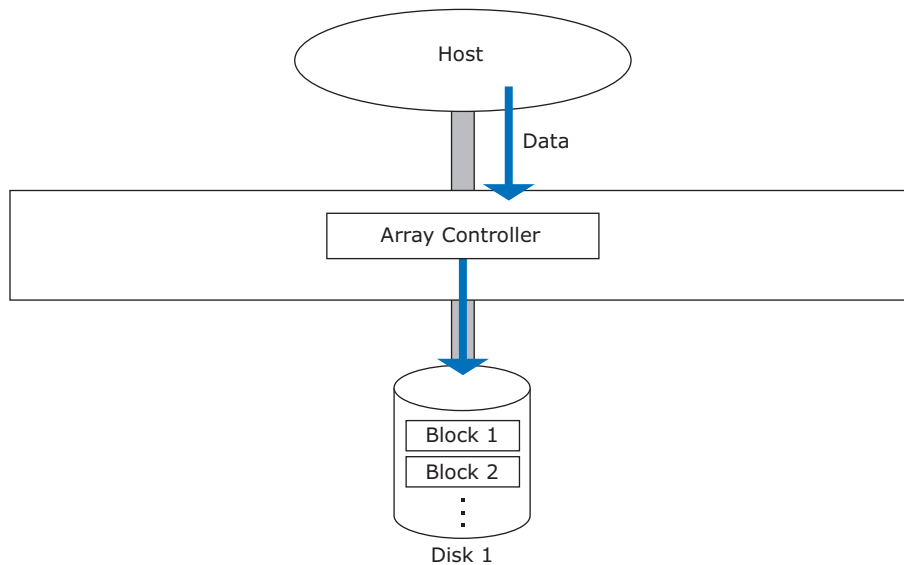 Host
Data
Array Controller
Block 1
Block 2
Disk 1